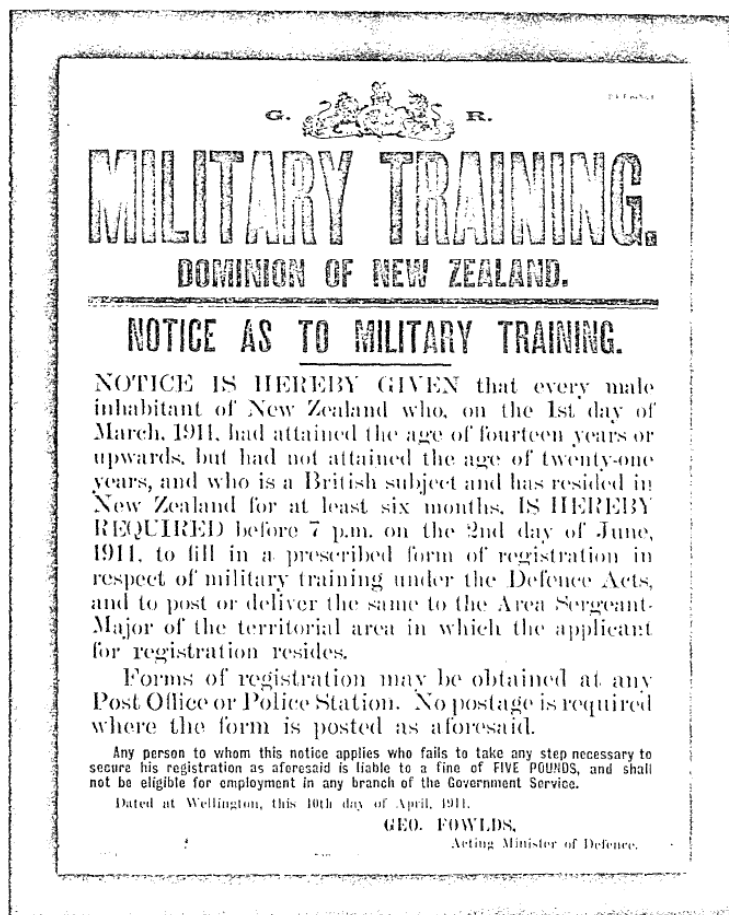 G. R.
MILITARY TRAINING.
DOMINION OF NEW ZEALAND.
NOTICE AS TO MILITARY TRAINING.
NOTICE IS HEREBY GIVEN that every male
inhabitant of New Zealand who, on the 1st day of
March, 1911, had attained the age of fourteen years or
upwards, but had not attained the age of twenty-one
years, and who is a British subject and has resided in
New Zealand for at least six months, IS HEREBY
REQUIRED before 7 p.m. on the 2nd day of June,
1911, to fill in a prescribed form of registration in
respect of military training under the Defence Acts,
and to post or deliver the same to the Area Sergeant-
Major of the territorial area in which the applicant
for registration resides.
Forms of registration may be obtained at any
Post Office or Police Station. No postage is required
where the form is posted as aforesaid.
Any person to whom this notice applies who fails to take any step necessary to
secure his registration as aforesaid is liable to a fine of FIVE POUNDS, and shall
not be eligible for employment in any branch of the Government Service.
Dated at Wellington, this 10th day of April, 1911.
GEO. FOWLDS,
Acting Minister of Defence.